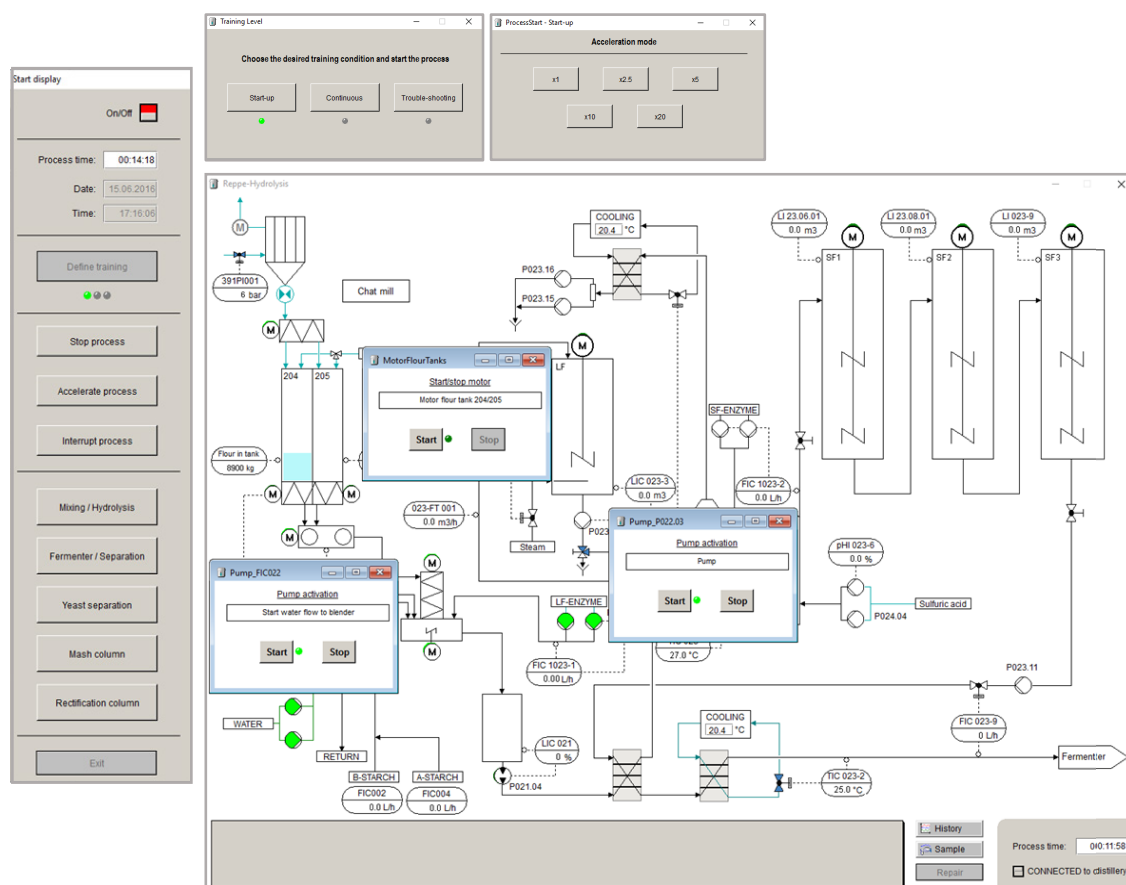 Training Level
Choose the desired training condition and start the process
Start-up
Continuous
Trouble-shooting
ProcessStart - Start-up
Acceleration mode
x1
x2.5
x5
x10
x20
Start display
On/Off
Process time: 00:14:18
Date: 15.06.2016
Time: 17:16:06
Define training
Stop process
Accelerate process
Interrupt process
Mixing / Hydrolysis
Fermenter / Separation
Yeast separation
Mash column
Rectification column
Exit
Reppe-Hydrolysis
M
391PI001
6 bar
Chat mill
COOLING
20.4 °C
P023.16
P023.15
LI 23.06.01
0.0 m3
LI 23.08.01
0.0 m3
LI 023-9
0.0 m3
M
M
M
SF1
SF2
SF3
M
204
205
MotorFlourTanks
Start/stop motor
Motor flour tank 204/205
Start
Stop
M
LF
SF-ENZYME
Flour in tank
8900 kg
M
M
LIC 023-3
0.0 m3
FIC 1023-2
0.0 L/h
023-FT 001
0.0 m3/h
M
Steam
Pump_P022.03
Pump activation
Pump
Start
Stop
pHI 023-6
0.0 %
Sulfuric acid
P024.04
Pump_FIC022
Pump activation
Start water flow to blender
Start
Stop
M
M
LF-ENZYME
FIC 1023-1
0.00 L/h
27.0 °C
P023.11
FIC 023-9
0 L/h
WATER
RETURN
LIC 021
0 %
P021.04
COOLING
20.4 °C
Fermenter
TIC 023-2
25.0 °C
B-STARCH
FIC002
0.0 L/h
A-STARCH
FIC004
0.0 L/h
History
Sample
Repair
Process time: 00:11:58
CONNECTED to distillery